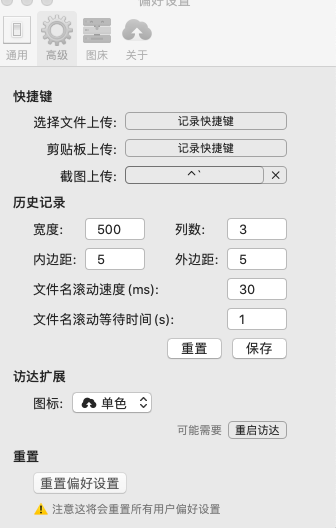 偏好设置
通用 高级 图床 关于
快捷键
选择文件上传: 记录快捷键
剪贴板上传: 记录快捷键
截图上传: ^` ×
历史记录
宽度: 500 列数: 3
内边距: 5 外边距: 5
文件名滚动速度(ms): 30
文件名滚动等待时间(s): 1
重置 保存
访达扩展
图标: 单色
可能需要 重启访达
重置
重置偏好设置
注意这将会重置所有用户偏好设置